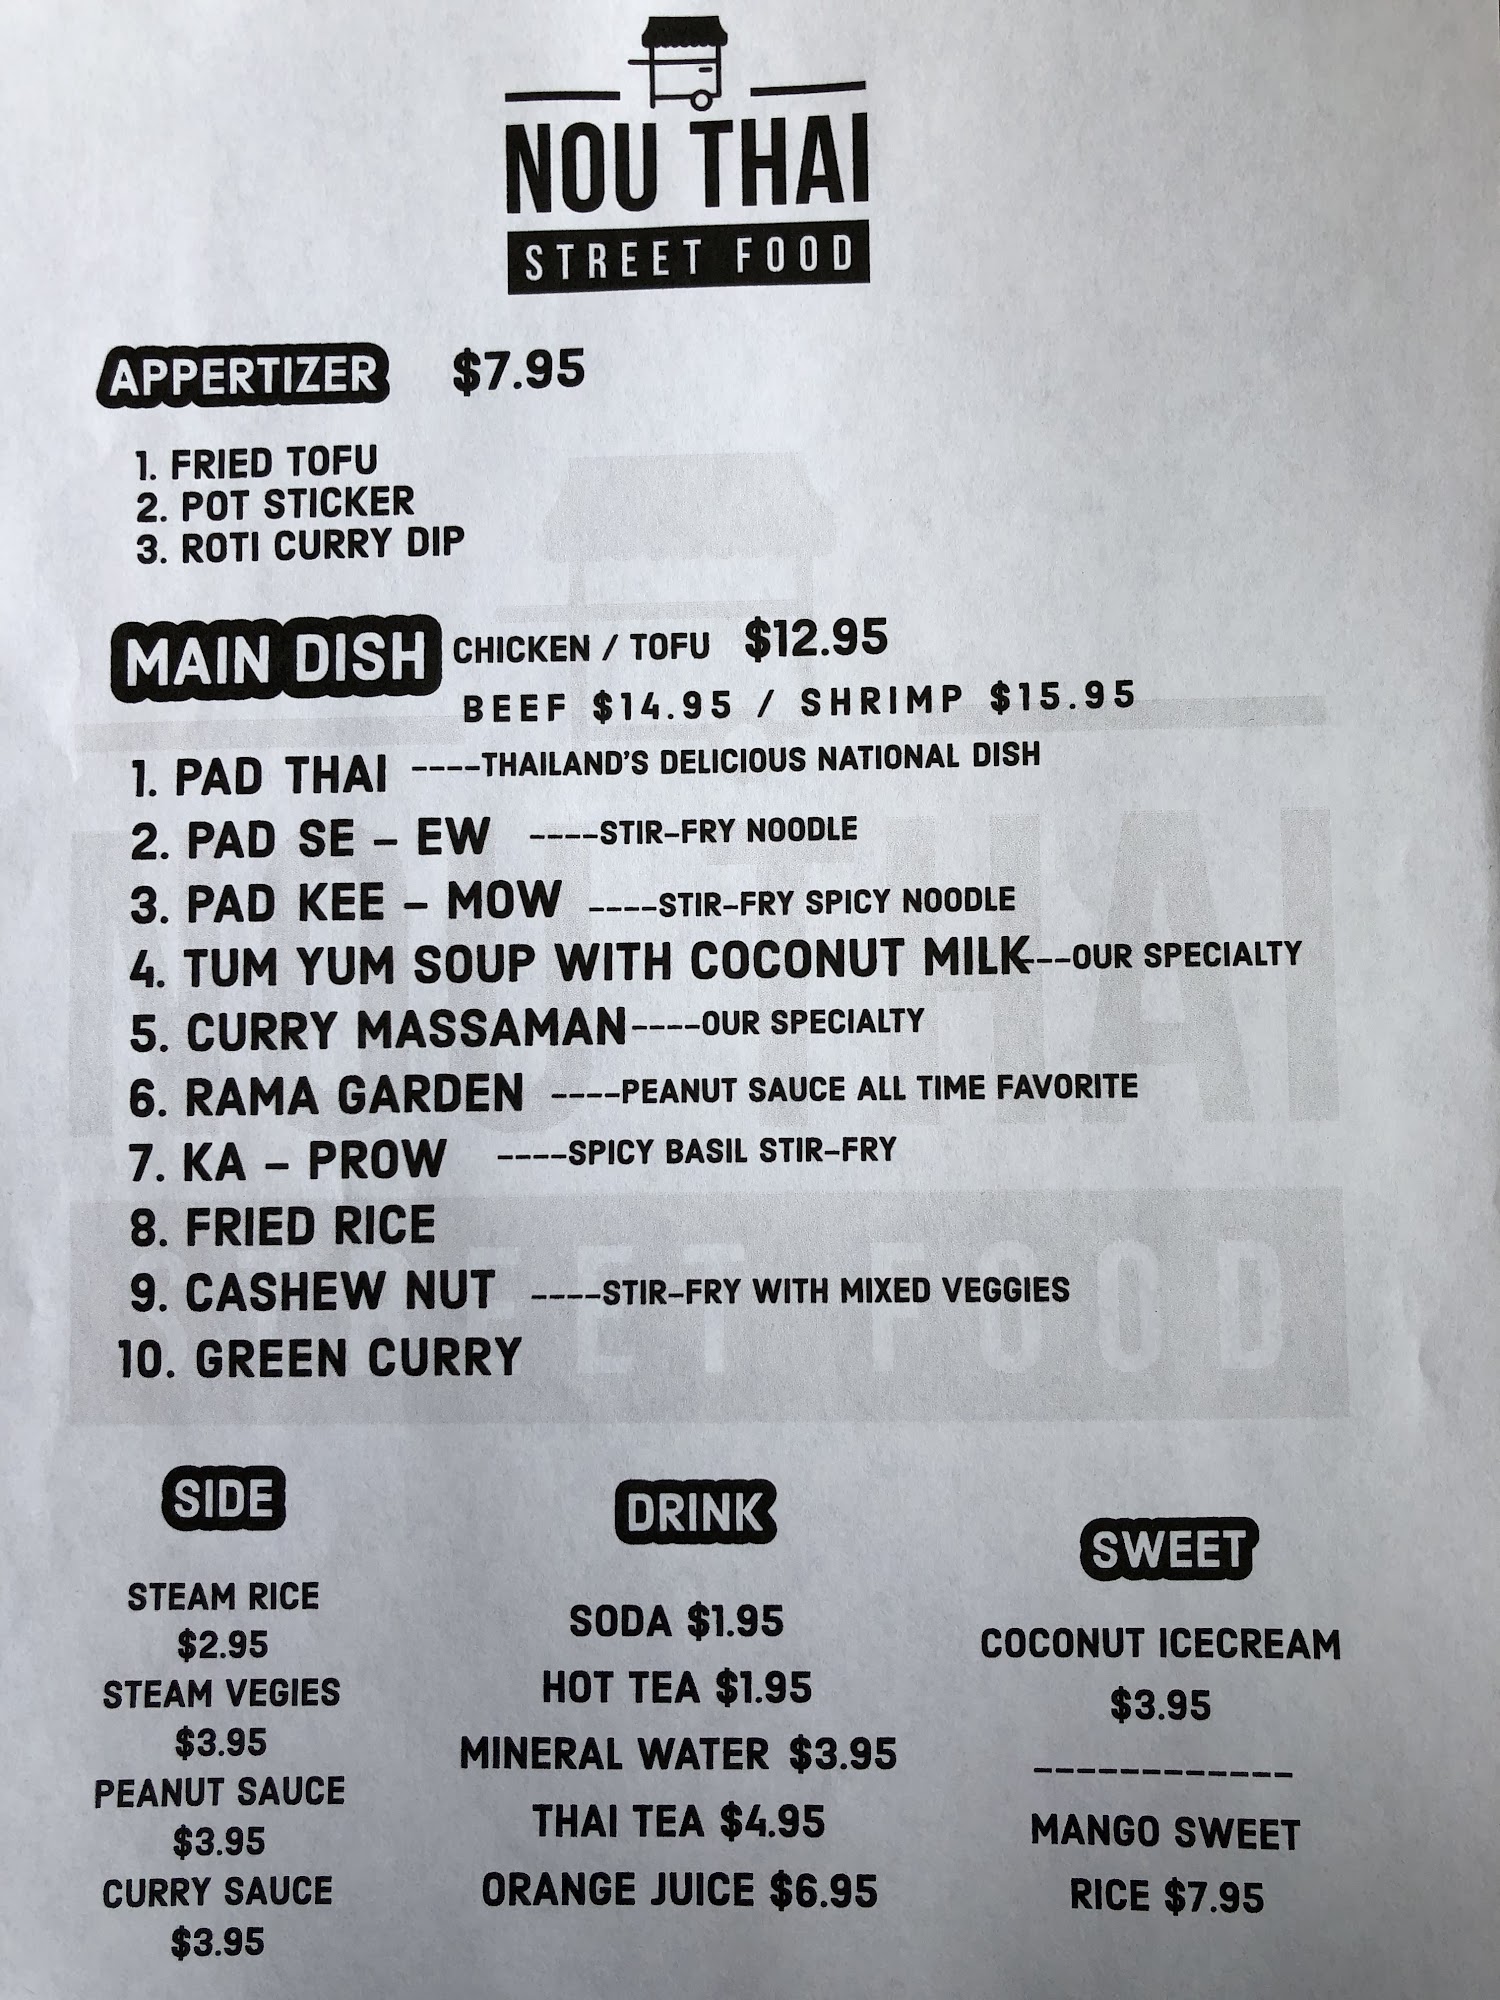 NOU THAI
STREET FOOD
APPERTIZER $7.95
1. FRIED TOFU
2. POT STICKER
3. ROTI CURRY DIP
MAIN DISH CHICKEN / TOFU $12.95
BEEF $14.95 / SHRIMP $15.95
1. PAD THAI ----THAILAND'S DELICIOUS NATIONAL DISH
2. PAD SE - EW ----STIR-FRY NOODLE
3. PAD KEE - MOW ----STIR-FRY SPICY NOODLE
4. TUM YUM SOUP WITH COCONUT MILK---OUR SPECIALTY
5. CURRY MASSAMAN----OUR SPECIALTY
6. RAMA GARDEN ----PEANUT SAUCE ALL TIME FAVORITE
7. KA - PROW ----SPICY BASIL STIR-FRY
8. FRIED RICE
9. CASHEW NUT ----STIR-FRY WITH MIXED VEGGIES
10. GREEN CURRY
NOU THAI
STREET FOOD
SIDE
STEAM RICE
$2.95
STEAM VEGIES
$3.95
PEANUT SAUCE
$3.95
CURRY SAUCE
$3.95
DRINK
SODA $1.95
HOT TEA $1.95
MINERAL WATER $3.95
THAI TEA $4.95
ORANGE JUICE $6.95
SWEET
COCONUT ICECREAM
$3.95
------------
MANGO SWEET
RICE $7.95